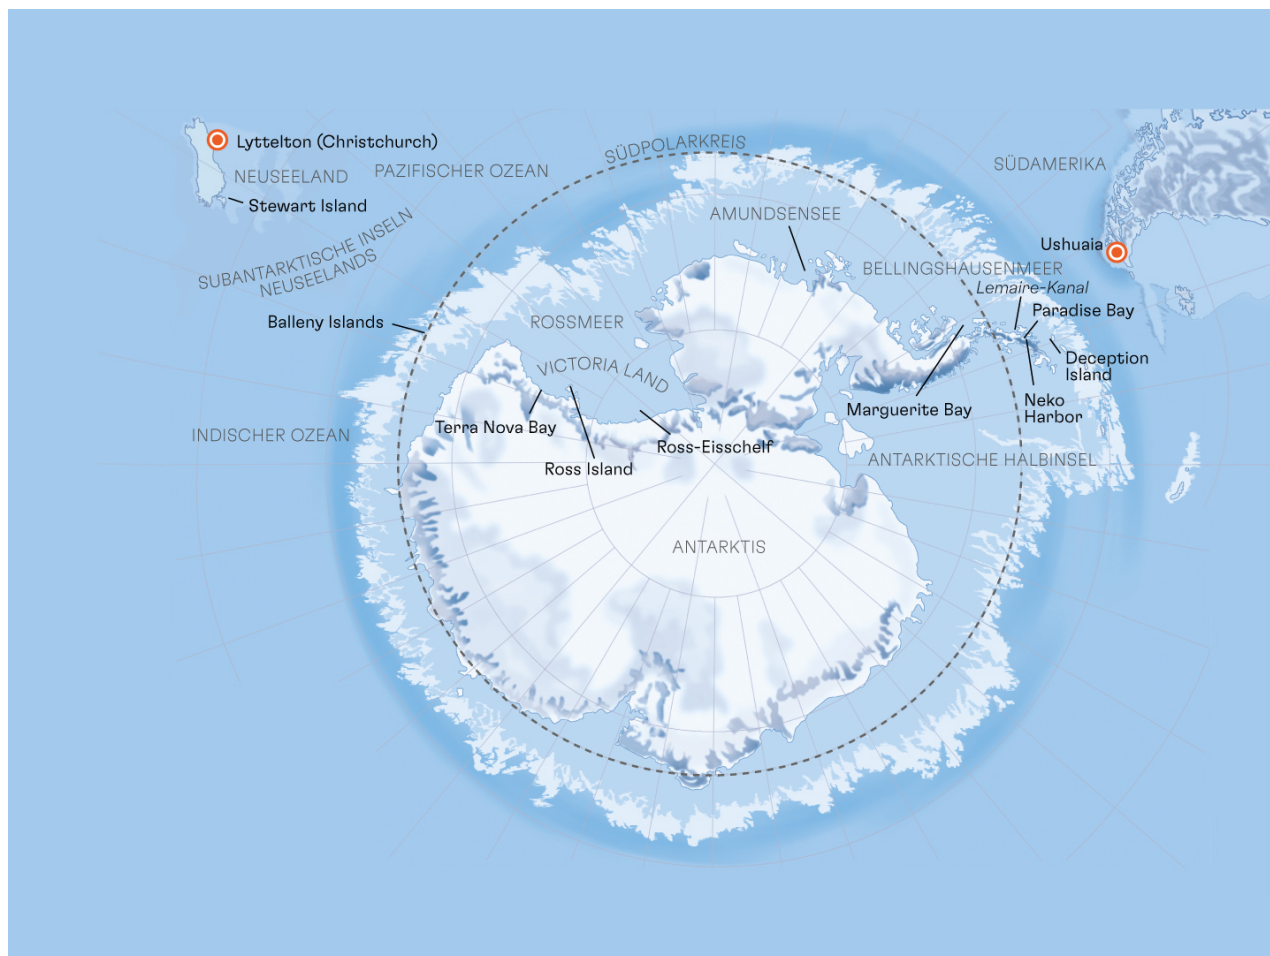 Lyttelton (Christchurch)
NEUSEELAND
Stewart Island
PAZIFISCHER OZEAN
SÜDPOLARKREIS
SÜDAMERIKA
AMUNDSENSEE
Ushuaia
SUBANTARKTISCHE INSELN
NEUSEELANDS
BELLINGSHAUSENMEER
Lemaire-Kanal
Paradise Bay
Balleny Islands
ROSSMEER
Deception
Island
VICTORIA LAND
Neko
Harbor
Marguerite Bay
Terra Nova Bay
INDISCHER OZEAN
Ross-Eisschelf
Ross Island
ANTARKTISCHE HALBINSEL
ANTARKTIS